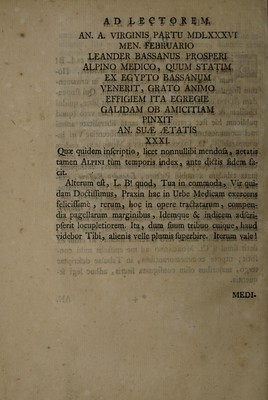 AD LECTOREM.
AN. A. VIRGINIS PARTU MDLXXXVI
MEN. FEBRUARIO
LEANDER BASSANUS PROSPERI
ALPINO MEDICO, QUUM STATIM
EX EGYPTO BASSANUM
VENERIT, GRATO ANIMO
EFFIGIEM ITA EGREGIE
GALIDAM OB AMICITIAM
PINXIT
AN. SUÆ ÆTATIS
XXXI.
Quæ quidem inscriptio, licet nonnullibi mendosa, aetatis
tamen ALPINI tum temporis index, ante dictis fidem fa-
cit.
Alterum est, L. B! quod, Tua in commoda, Vir qui-
dam Doctissimus, Praxin hac in Urbe Medicam exercens
felicissime, rerum, hoc in opere tractatarum, compen-
dia pagellarum marginibus, Idemque & indicem adscri-
pserit locupletiorem. Ita, dum suum tribuo cuique, haud
videbor Tibi, alienis velle plumis superbire. Iterum vale!
MEDI-